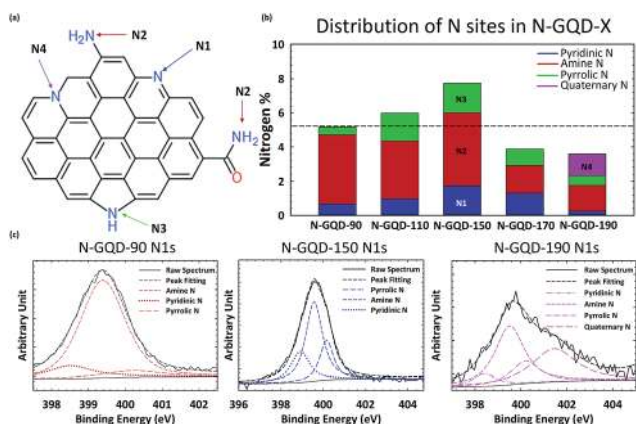 (a)
H₂N
N2
N4
N1
N
N
N2
NH₂
O
N
H
N3
(b)
Distribution of N sites in N-GQD-X
Pyridinic N
Amine N
Pyrrolic N
Quaternary N
Nitrogen %
10
8
6
4
2
0
N3
N2
N1
N4
N-GQD-90 N-GQD-110 N-GQD-150 N-GQD-170 N-GQD-190
(c)
N-GQD-90 N1s
Raw Spectrum
Peak Fitting
Amine N
Pyridinic N
Pyrrolic N
Arbitrary Unit
398 399 400 401 402
Binding Energy (eV)
N-GQD-150 N1s
Raw Spectrum
Peak Fitting
Pyrrolic N
Amine N
Pyridinic N
Arbitrary Unit
396 398 400 402 404
Binding Energy (eV)
N-GQD-190 N1s
Raw Spectrum
Peak Fitting
Pyridinic N
Amine N
Pyrrolic N
Quaternary N
Arbitrary Unit
398 400 402 404
Binding Energy (eV)